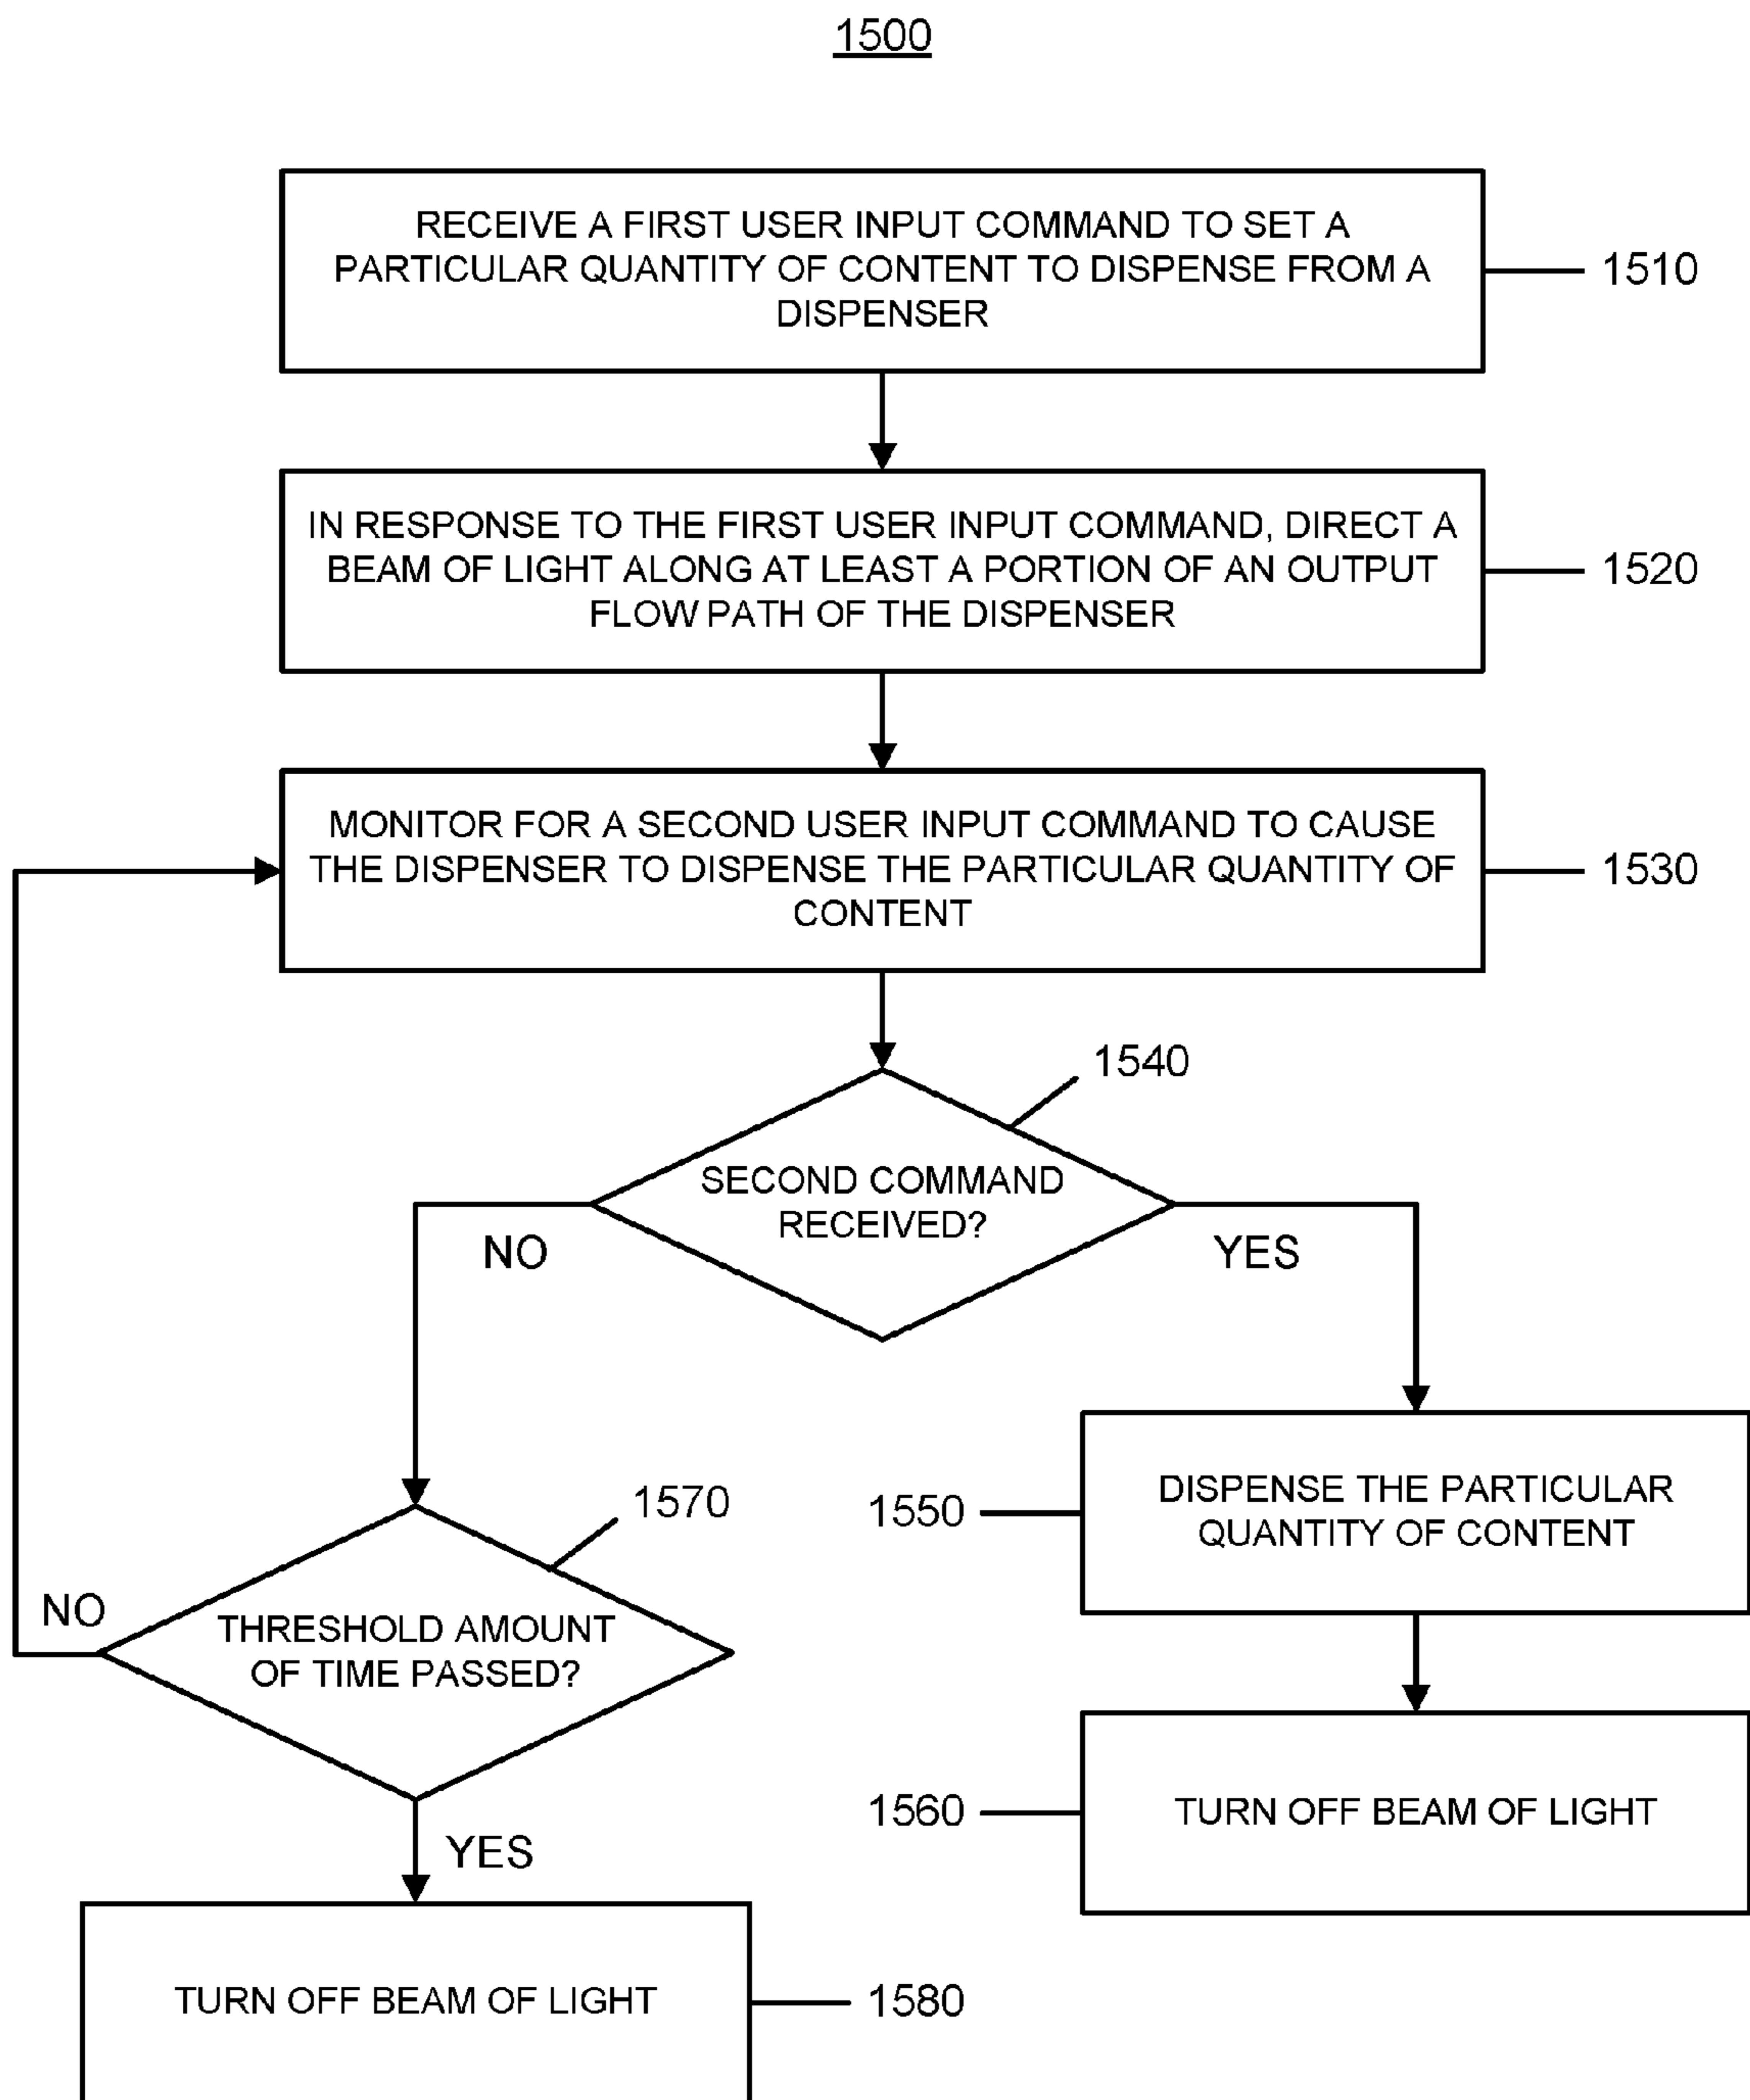 1500
RECEIVE A FIRST USER INPUT COMMAND TO SET A
PARTICULAR QUANTITY OF CONTENT TO DISPENSE FROM A
DISPENSER
1510
IN RESPONSE TO THE FIRST USER INPUT COMMAND, DIRECT A
BEAM OF LIGHT ALONG AT LEAST A PORTION OF AN OUTPUT
FLOW PATH OF THE DISPENSER
1520
MONITOR FOR A SECOND USER INPUT COMMAND TO CAUSE
THE DISPENSER TO DISPENSE THE PARTICULAR QUANTITY OF
CONTENT
1530
1540
SECOND COMMAND
RECEIVED?
NO
YES
1570
THRESHOLD AMOUNT
OF TIME PASSED?
NO
YES
1550
DISPENSE THE PARTICULAR
QUANTITY OF CONTENT
1560
TURN OFF BEAM OF LIGHT
TURN OFF BEAM OF LIGHT
1580